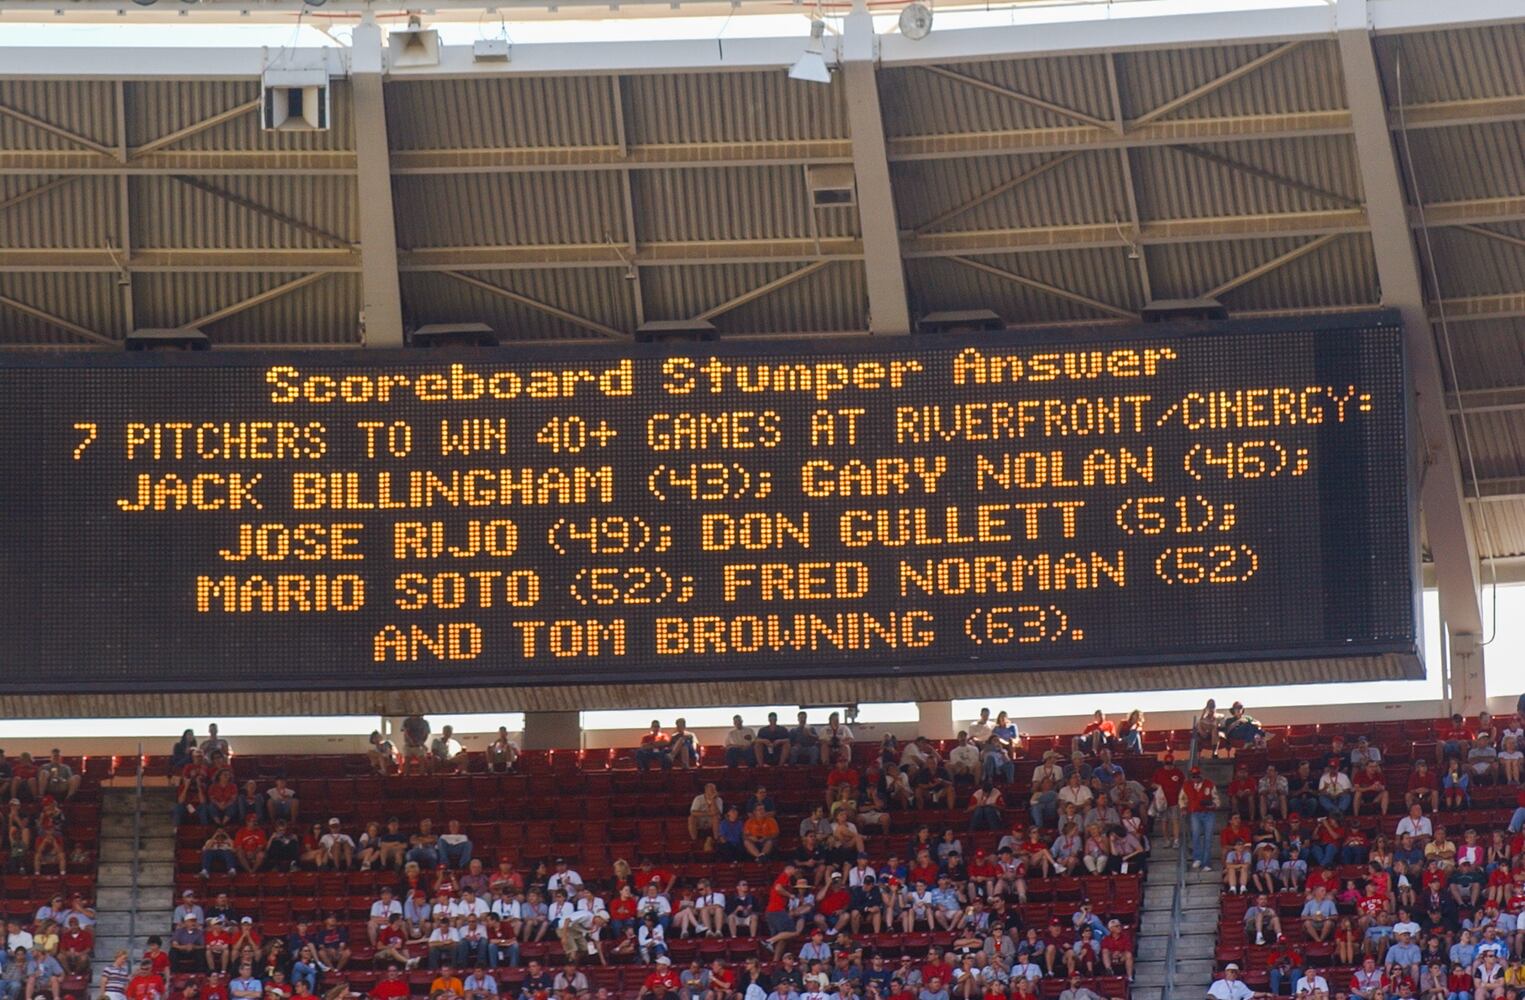 Scoreboard Stumper Answer
7 PITCHERS TO WIN 40+ GAMES AT RIVERFRONT/CINERGY:
JACK BILLINGHAM (43); GARY NOLAN (46);
JOSE RIJO (49); DON GULLETT (51);
MARIO SOTO (52); FRED NORMAN (52)
AND TOM BROWNING (63).